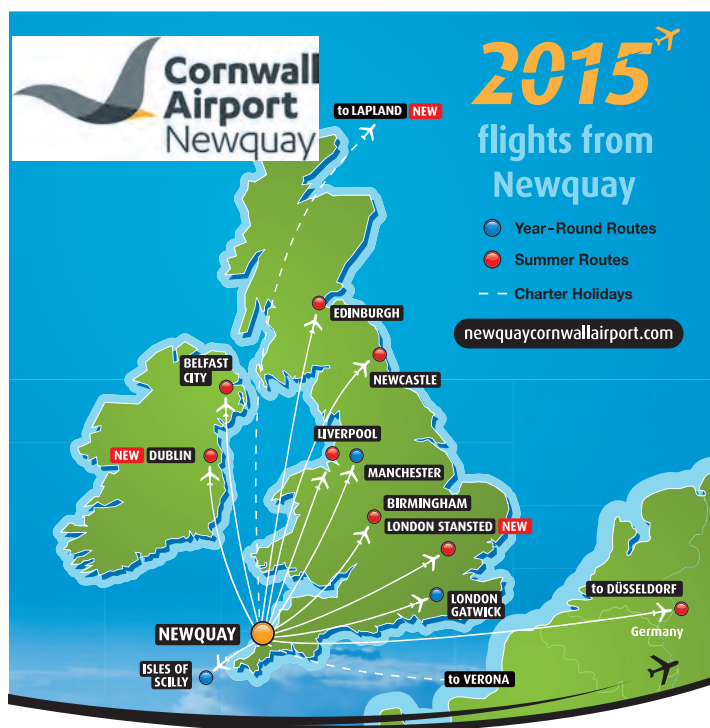 Cornwall
Airport
Newquay
2015
flights from
Newquay
Year-Round Routes
Summer Routes
Charter Holidays
newquaycornwallairport.com
to LAPLAND NEW
EDINBURGH
NEWCASTLE
BELFAST
CITY
NEW DUBLIN
LIVERPOOL
MANCHESTER
BIRMINGHAM
LONDON STANSTED NEW
LONDON
GATWICK
to DÜSSELDORF
Germany
NEWQUAY
ISLES OF
SCILLY
to VERONA